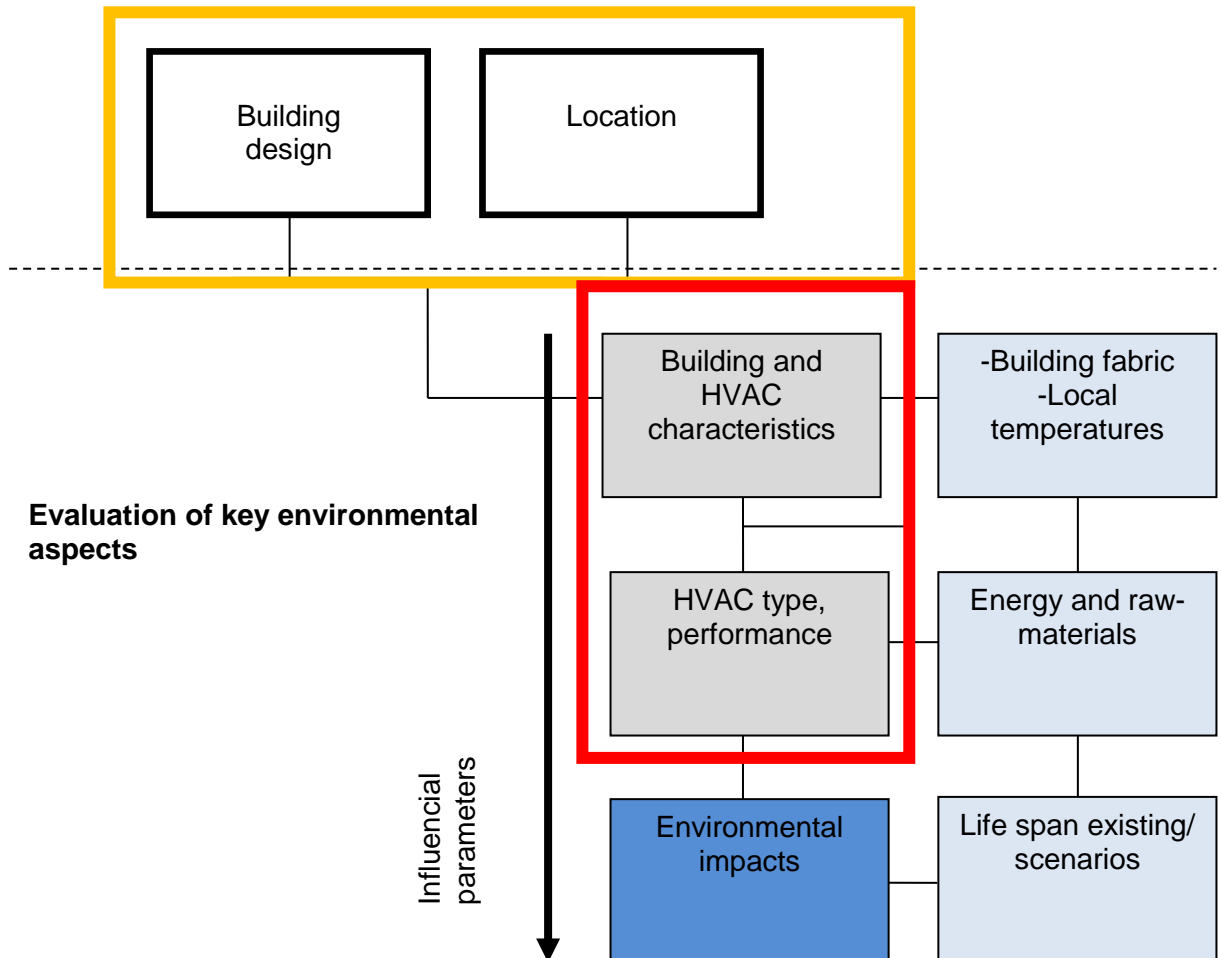 Building
design
Location
Building and
HVAC
characteristics
-Building fabric
-Local
temperatures
Evaluation of key environmental
aspects
HVAC type,
performance
Energy and raw-
materials
Influencial
parameters
Environmental
impacts
Life span existing/
scenarios